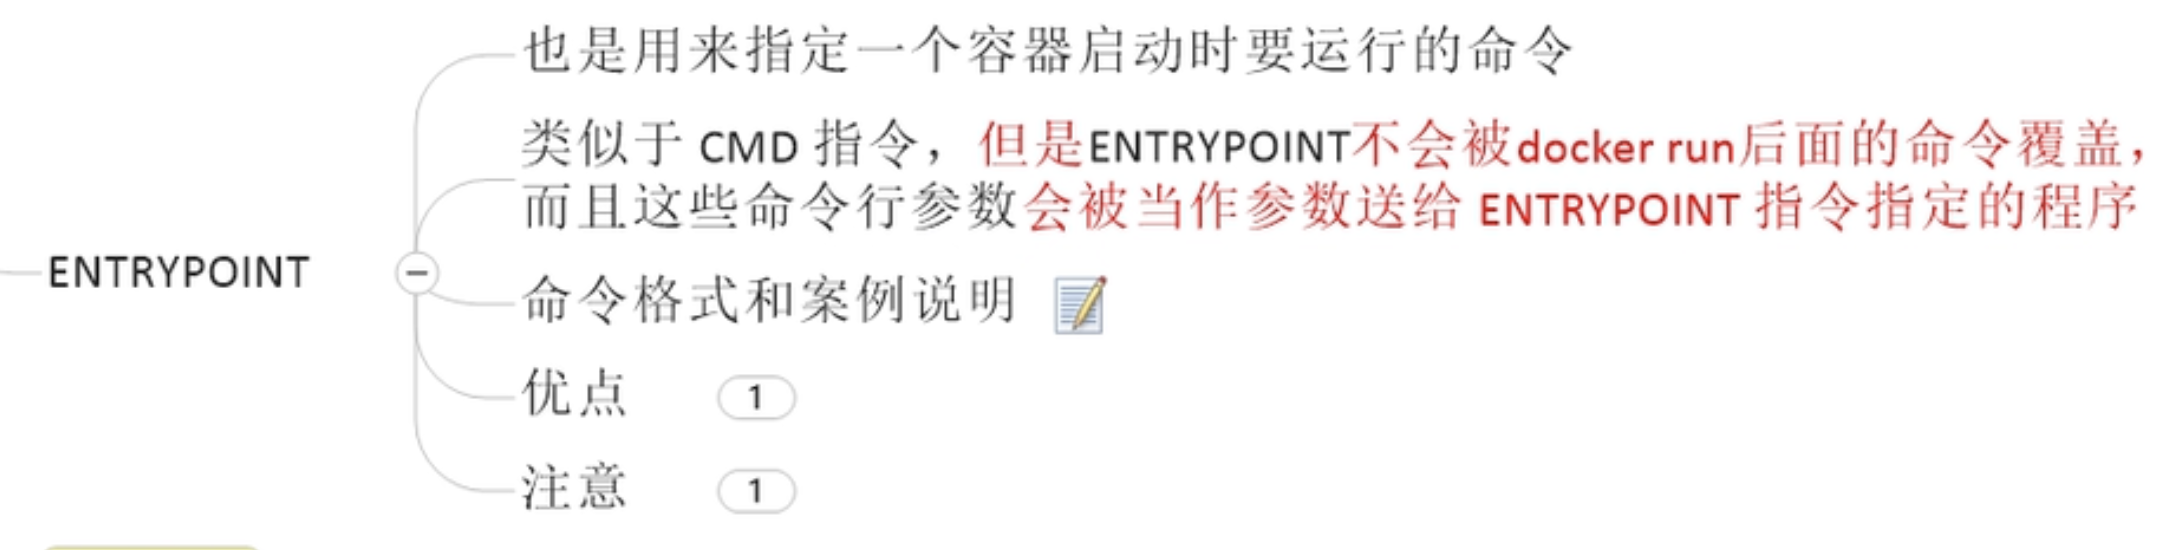 也是用来指定一个容器启动时要运行的命令
类似于 CMD 指令，但是ENTRYPOINT不会被docker run后面的命令覆盖，
而且这些命令行参数会被当作参数送给 ENTRYPOINT 指令指定的程序
ENTRYPOINT
命令格式和案例说明
优点 1
注意 1